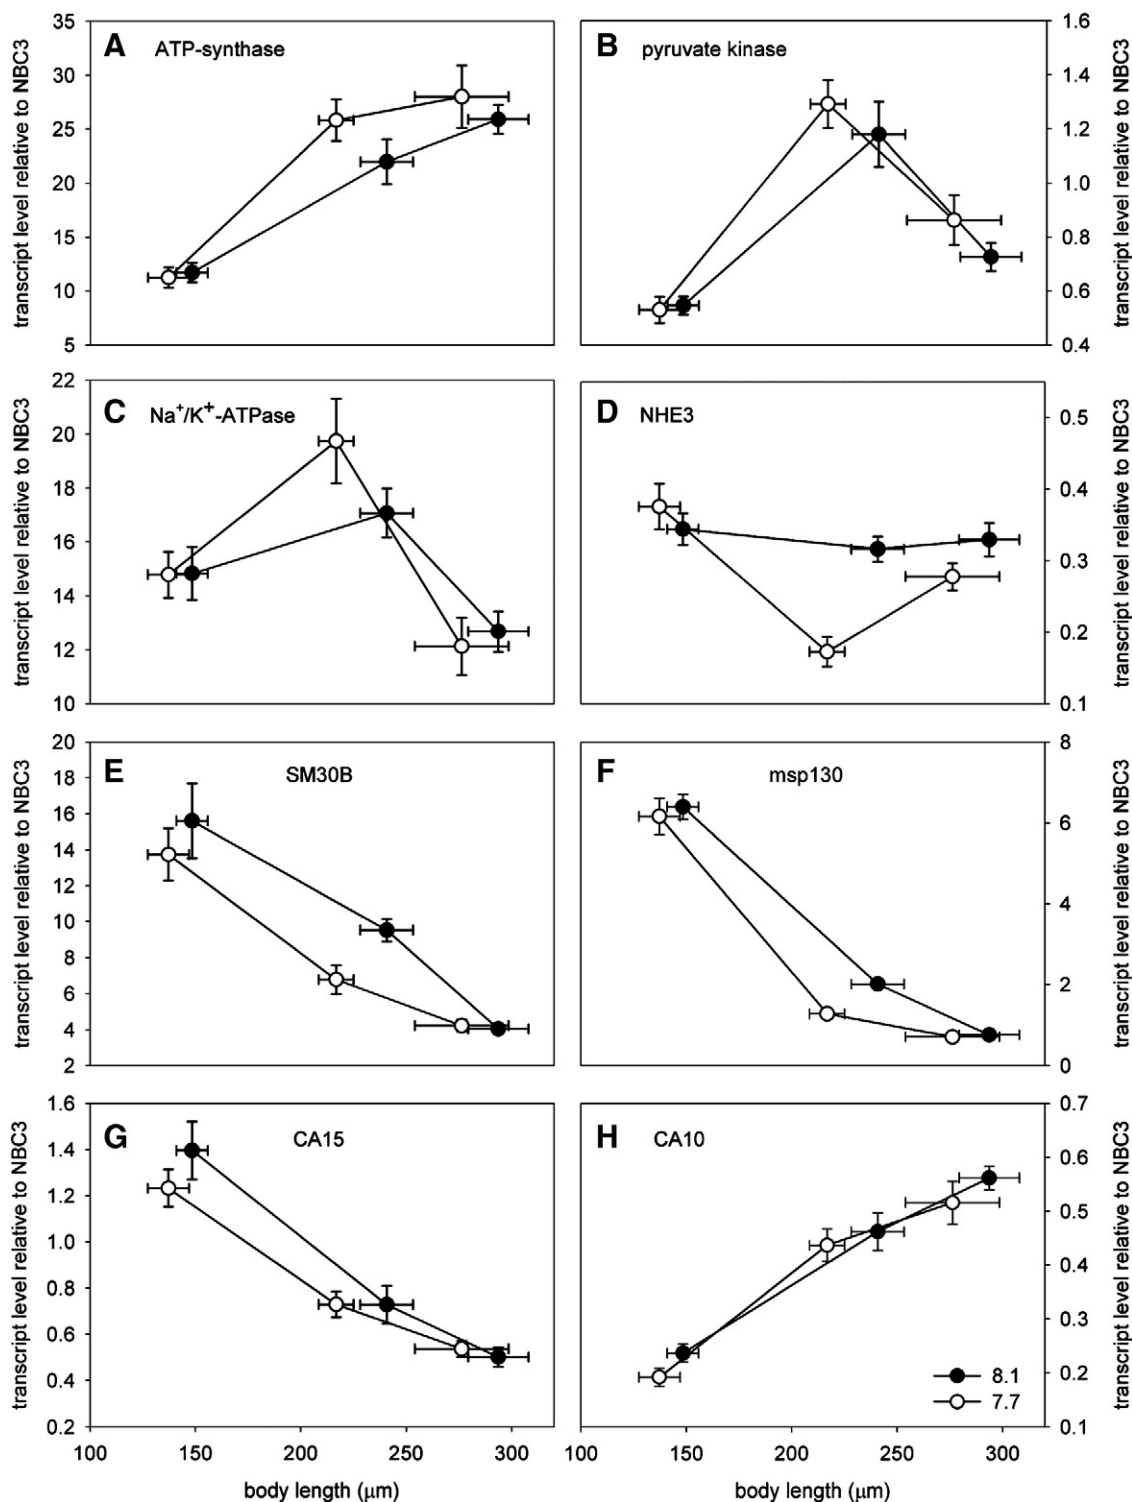 A ATP-synthase
B pyruvate kinase
35
30
25
20
15
10
5
1.6
1.4
1.2
1.0
0.8
0.6
0.4
transcript level relative to NBC3
transcript level relative to NBC3
C Na⁺/K⁺-ATPase
D NHE3
22
20
18
16
14
12
10
0.5
0.4
0.3
0.2
0.1
transcript level relative to NBC3
transcript level relative to NBC3
E SM30B
F msp130
20
18
16
14
12
10
8
6
4
2
8
6
4
2
0
transcript level relative to NBC3
transcript level relative to NBC3
G CA15
H CA10
1.6
1.4
1.2
1.0
0.8
0.6
0.4
0.2
0.7
0.6
0.5
0.4
0.3
0.2
0.1
transcript level relative to NBC3
transcript level relative to NBC3
8.1
7.7
100 150 200 250 300
100 150 200 250 300
body length (μm)
body length (μm)